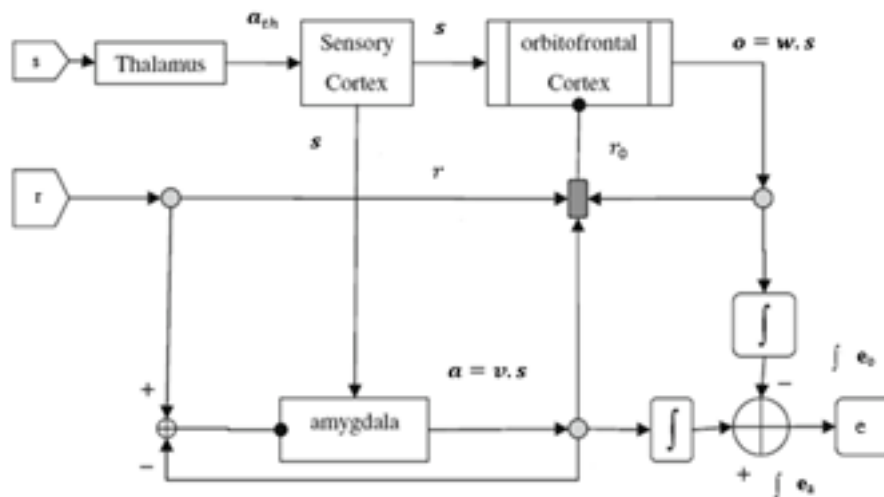 s
Thalamus
a_th
Sensory
Cortex
s
orbitofrontal
Cortex
o = w.s
s
r_0
r
r
∫
∫ e_o
−
+
a = v.s
amygdala
∫
e
−
+
∫ e_a